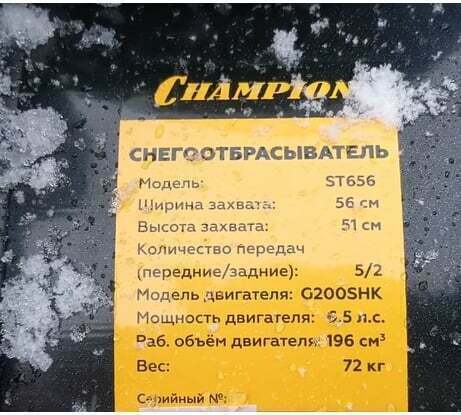 CHAMPION
СНЕГООТБРАСЫВАТЕЛЬ
Модель: ST656
Ширина захвата: 56 см
Высота захвата: 51 см
Количество передач
(передние/задние): 5/2
Модель двигателя: G200SHK
Мощность двигателя: 6.5 л.с.
Раб. объём двигателя: 196 см³
Вес: 72 кг
Серийный №: